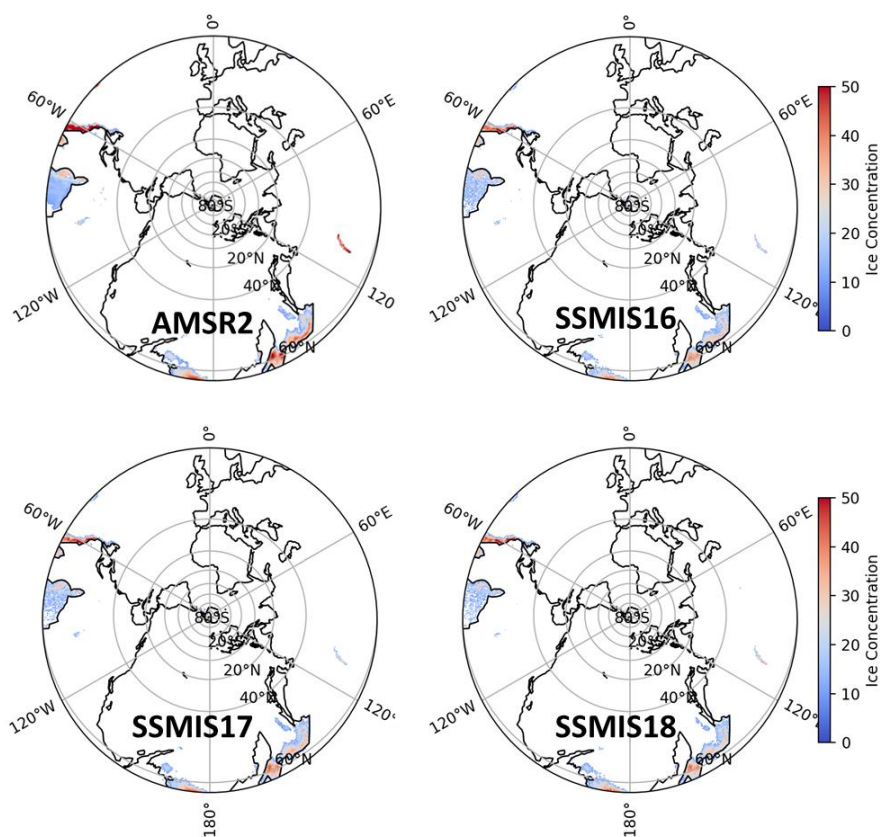 0°
60°W
60°E
120°W
120
80°S
20°S
20°N
40°N
60°N
AMSR2
0°
60°W
60°E
120°W
120°
80°S
20°S
20°N
40°N
60°N
SSMIS16
50
40
30
20
10
0
Ice Concentration
0°
60°W
60°E
120°W
120°
180°
80°S
20°S
20°N
40°N
60°N
SSMIS17
0°
60°W
60°E
120°W
120°
180°
80°S
20°S
20°N
40°N
60°N
SSMIS18
50
40
30
20
10
0
Ice Concentration